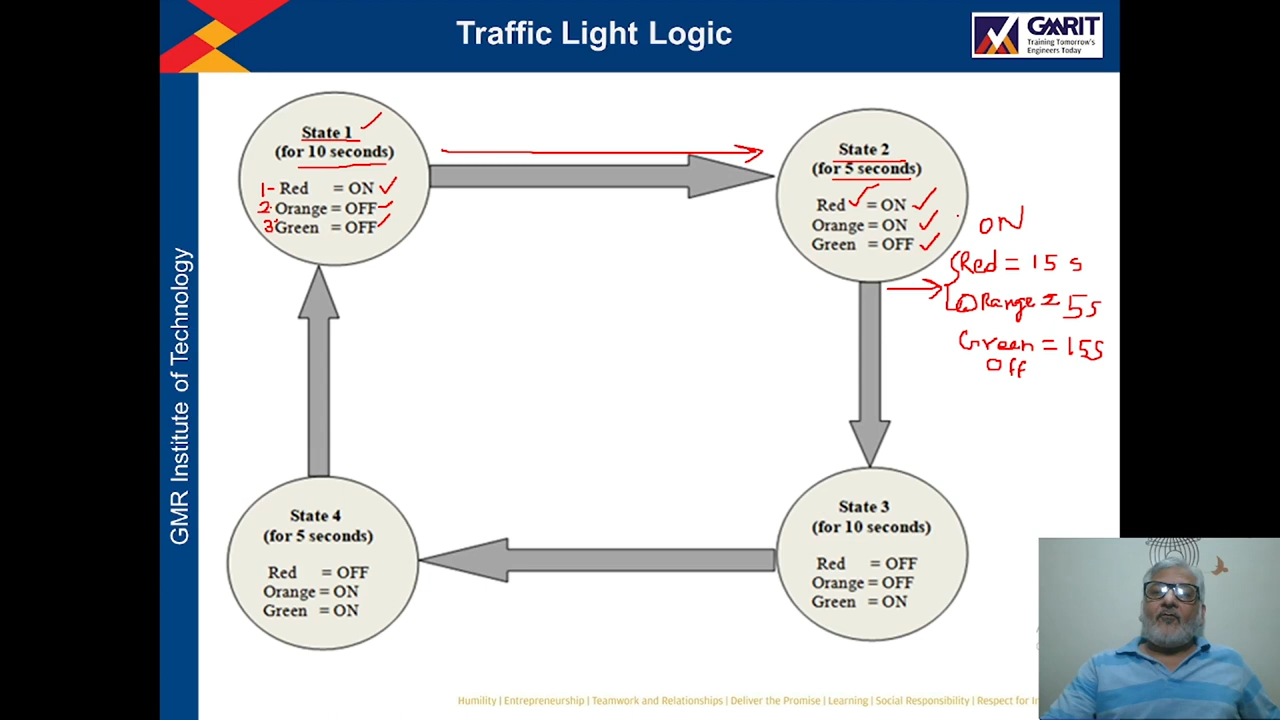 Traffic Light Logic
GMRIT
Training Tomorrow's
Engineers Today
GMR Institute of Technology
State 1
(for 10 seconds)
1- Red = ON
2. Orange = OFF
3. Green = OFF
State 2
(for 5 seconds)
Red = ON
Orange = ON
Green = OFF
ON
Red = 15 s
Orange = 5s
Green = 15s
Off
State 4
(for 5 seconds)
Red = OFF
Orange = ON
Green = ON
State 3
(for 10 seconds)
Red = OFF
Orange = OFF
Green = ON
Humility | Entrepreneurship | Teamwork and Relationships | Deliver the Promise | Learning | Social Responsibility | Respect for